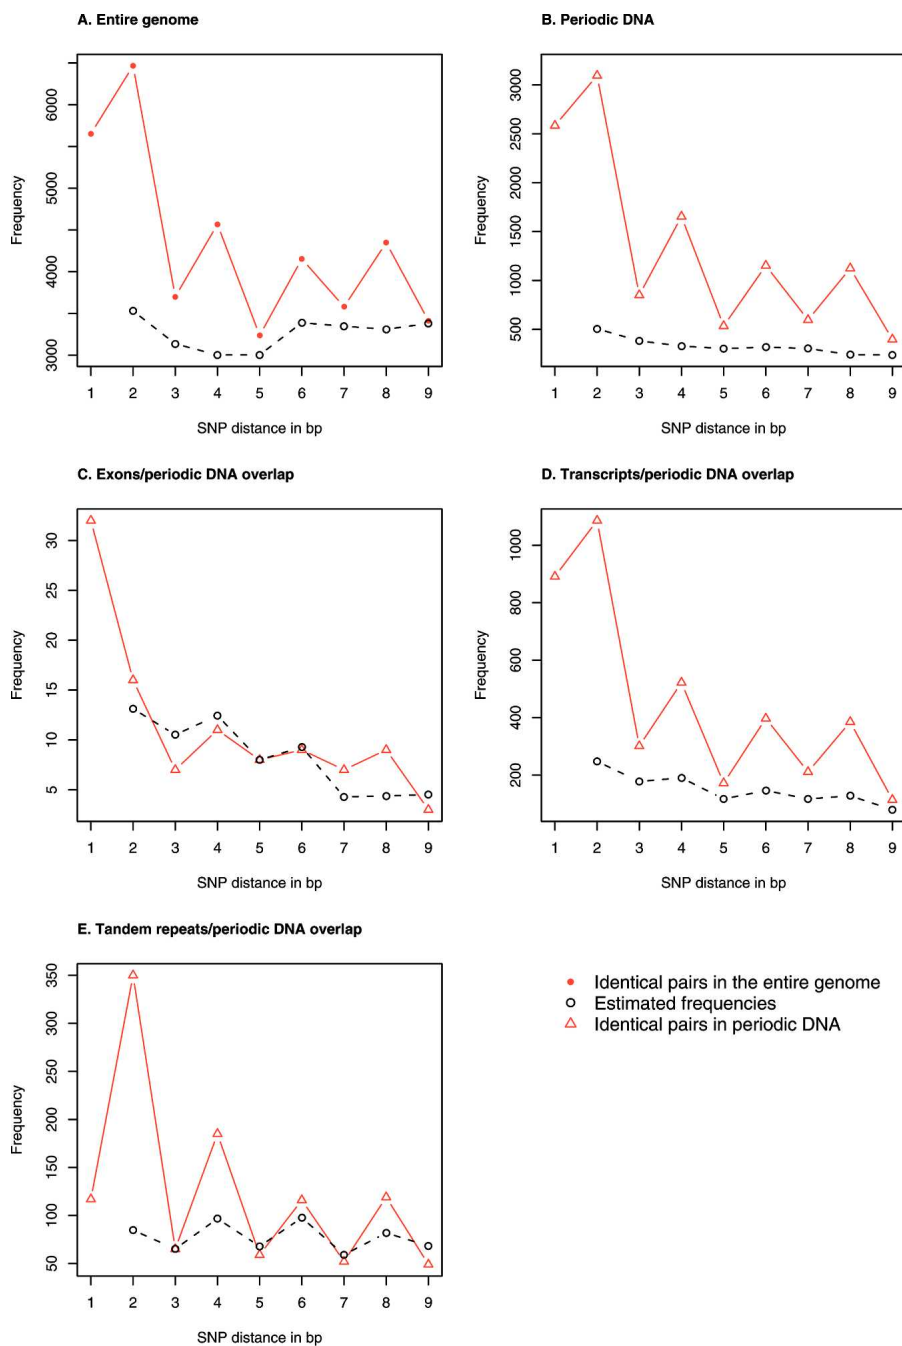 A. Entire genome
Frequency
3000 4000 5000 6000
1 2 3 4 5 6 7 8 9
SNP distance in bp
B. Periodic DNA
Frequency
500 1000 1500 2000 2500 3000
1 2 3 4 5 6 7 8 9
SNP distance in bp
C. Exons/periodic DNA overlap
Frequency
5 10 15 20 25 30
1 2 3 4 5 6 7 8 9
SNP distance in bp
D. Transcripts/periodic DNA overlap
Frequency
200 400 600 800 1000
1 2 3 4 5 6 7 8 9
SNP distance in bp
E. Tandem repeats/periodic DNA overlap
Frequency
50 100 150 200 250 300 350
1 2 3 4 5 6 7 8 9
SNP distance in bp
Identical pairs in the entire genome
Estimated frequencies
Identical pairs in periodic DNA